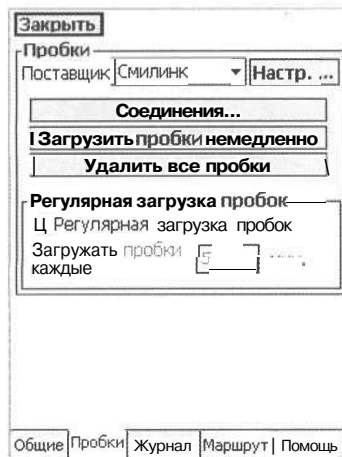 Закрыть
Пробки
Поставщик Смилинк Настр. ...
Соединения...
Загрузить пробки немедленно
Удалить все пробки
Регулярная загрузка пробок
Регулярная загрузка пробок
Загружать пробки 5
каждые
Общие Пробки Журнал Маршрут Помощь